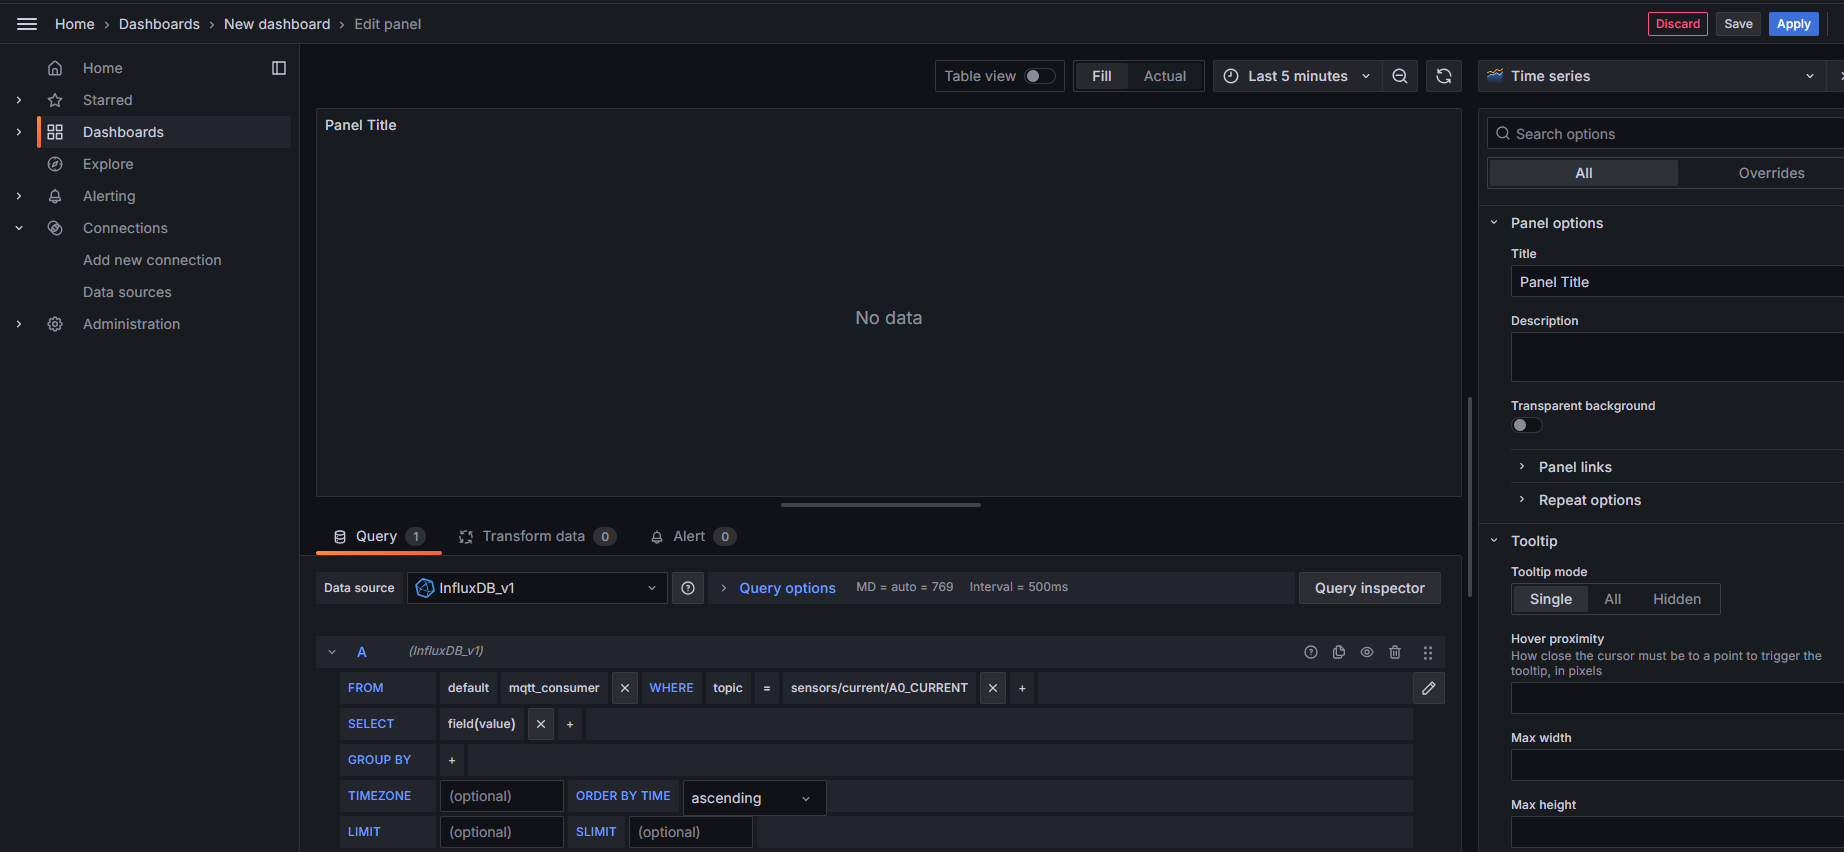 Home › Dashboards › New dashboard › Edit panel
Discard Save Apply
Home
Starred
Dashboards
Explore
Alerting
Connections
Add new connection
Data sources
Administration
Table view Fill Actual Last 5 minutes
Panel Title
No data
Query 1 Transform data 0 Alert 0
Data source InfluxDB_v1 Query options MD = auto = 769 Interval = 500ms Query inspector
A (InfluxDB_v1)
FROM default mqtt_consumer WHERE topic = sensors/current/A0_CURRENT +
SELECT field(value) +
GROUP BY +
TIMEZONE (optional) ORDER BY TIME ascending
LIMIT (optional) SLIMIT (optional)
Time series
Search options
All Overrides
Panel options
Title
Panel Title
Description
Transparent background
Panel links
Repeat options
Tooltip
Tooltip mode
Single All Hidden
Hover proximity
How close the cursor must be to a point to trigger the
tooltip, in pixels
Max width
Max height